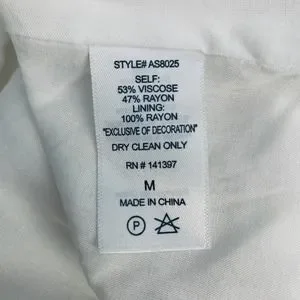 STYLE# AS8025
SELF:
53% VISCOSE
47% RAYON
LINING:
100% RAYON
"EXCLUSIVE OF DECORATION"
DRY CLEAN ONLY
RN # 141397
M
MADE IN CHINA
P